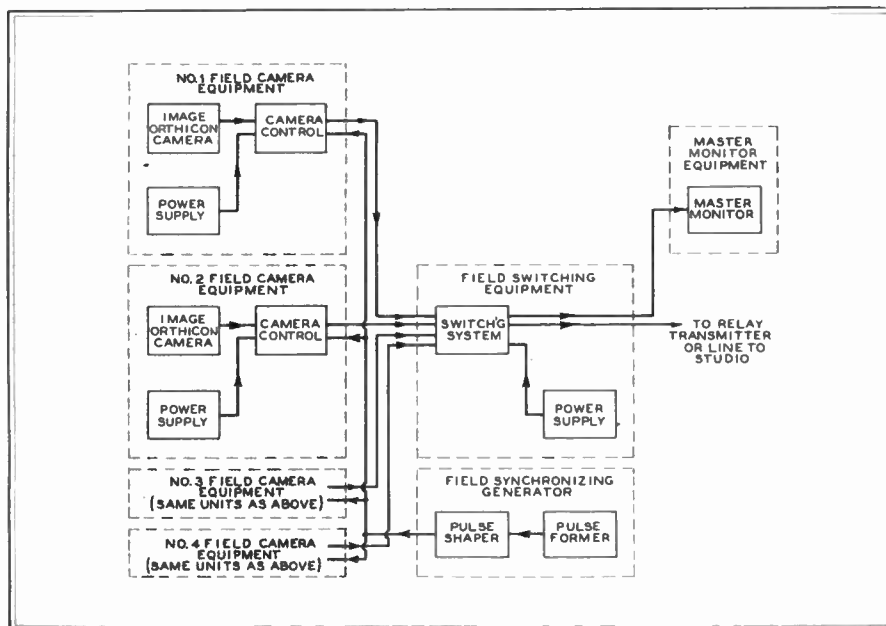 NO.1 FIELD CAMERA
EQUIPMENT
IMAGE
ORTHICON
CAMERA
CAMERA
CONTROL
POWER
SUPPLY
NO.2 FIELD CAMERA
EQUIPMENT
IMAGE
ORTHICON
CAMERA
CAMERA
CONTROL
POWER
SUPPLY
NO.3 FIELD CAMERA
EQUIPMENT
(SAME UNITS AS ABOVE)
NO.4 FIELD CAMERA
EQUIPMENT
(SAME UNITS AS ABOVE)
FIELD SWITCHING
EQUIPMENT
SWITCH'G
SYSTEM
POWER
SUPPLY
FIELD SYNCHRONIZING
GENERATOR
PULSE
SHAPER
PULSE
FORMER
MASTER
MONITOR
EQUIPMENT
MASTER
MONITOR
TO RELAY
TRANSMITTER
OR LINE TO
STUDIO